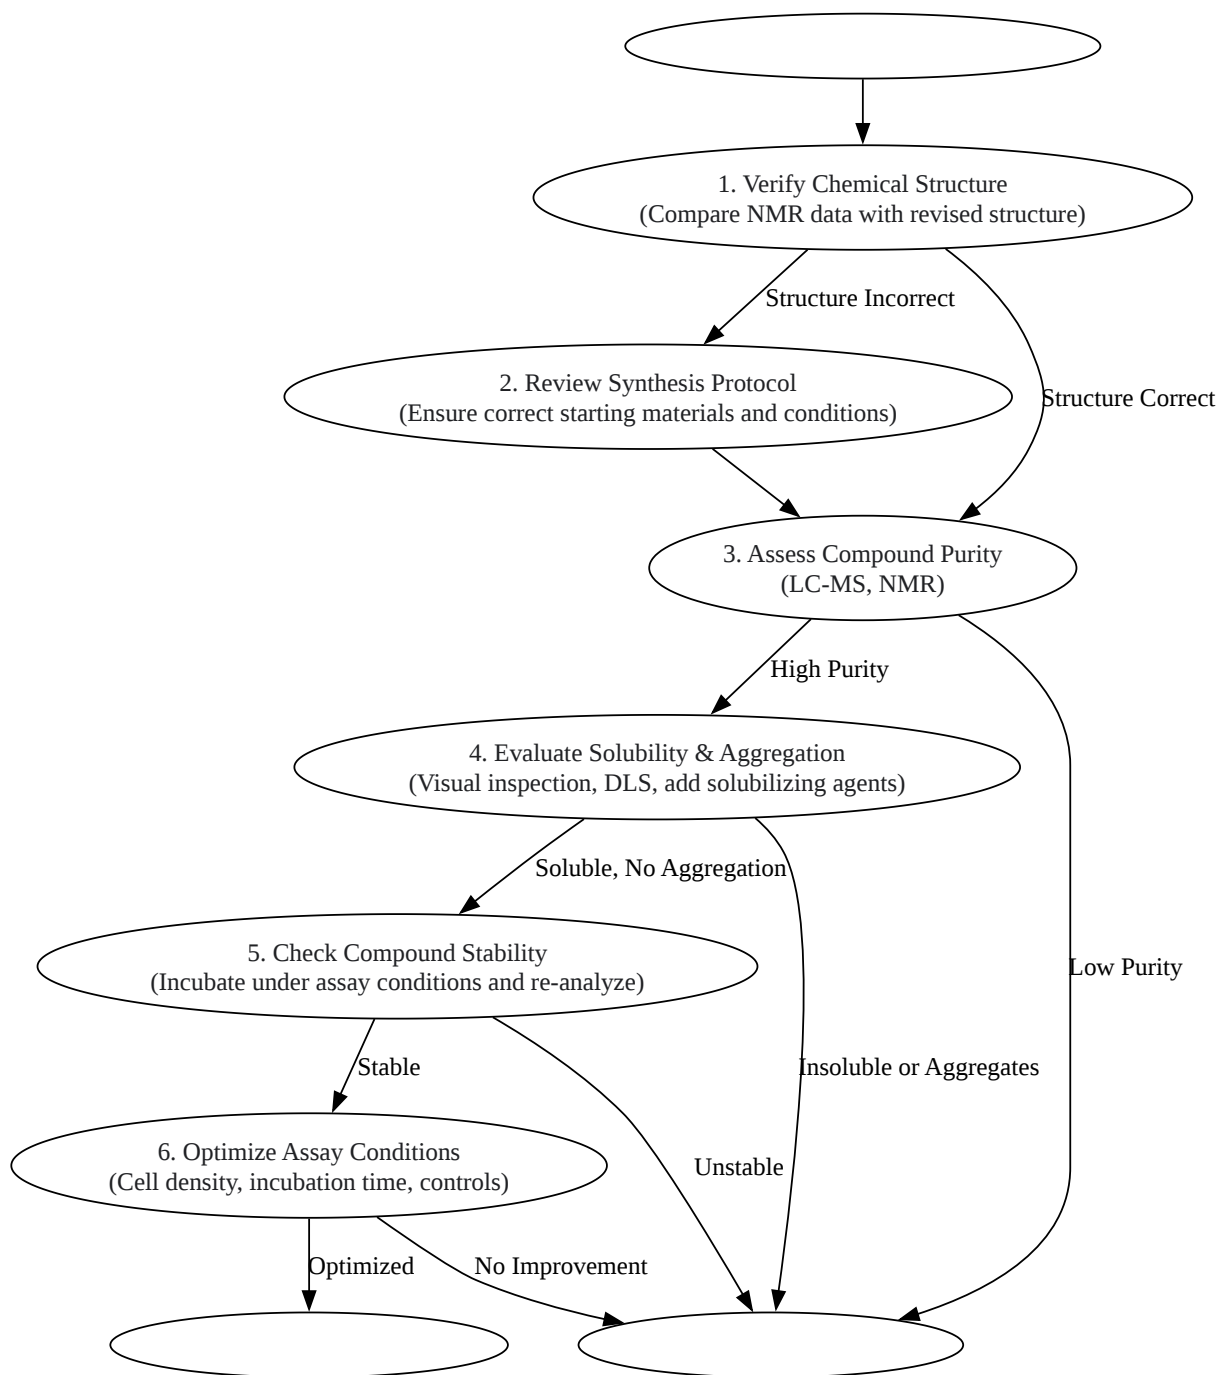 1. Verify Chemical Structure
(Compare NMR data with revised structure)
Structure Incorrect
2. Review Synthesis Protocol
(Ensure correct starting materials and conditions)
Structure Correct
3. Assess Compound Purity
(LC-MS, NMR)
High Purity
4. Evaluate Solubility & Aggregation
(Visual inspection, DLS, add solubilizing agents)
Soluble, No Aggregation
5. Check Compound Stability
(Incubate under assay conditions and re-analyze)
Low Purity
Stable
Insoluble or Aggregates
6. Optimize Assay Conditions
(Cell density, incubation time, controls)
Unstable
Optimized
No Improvement